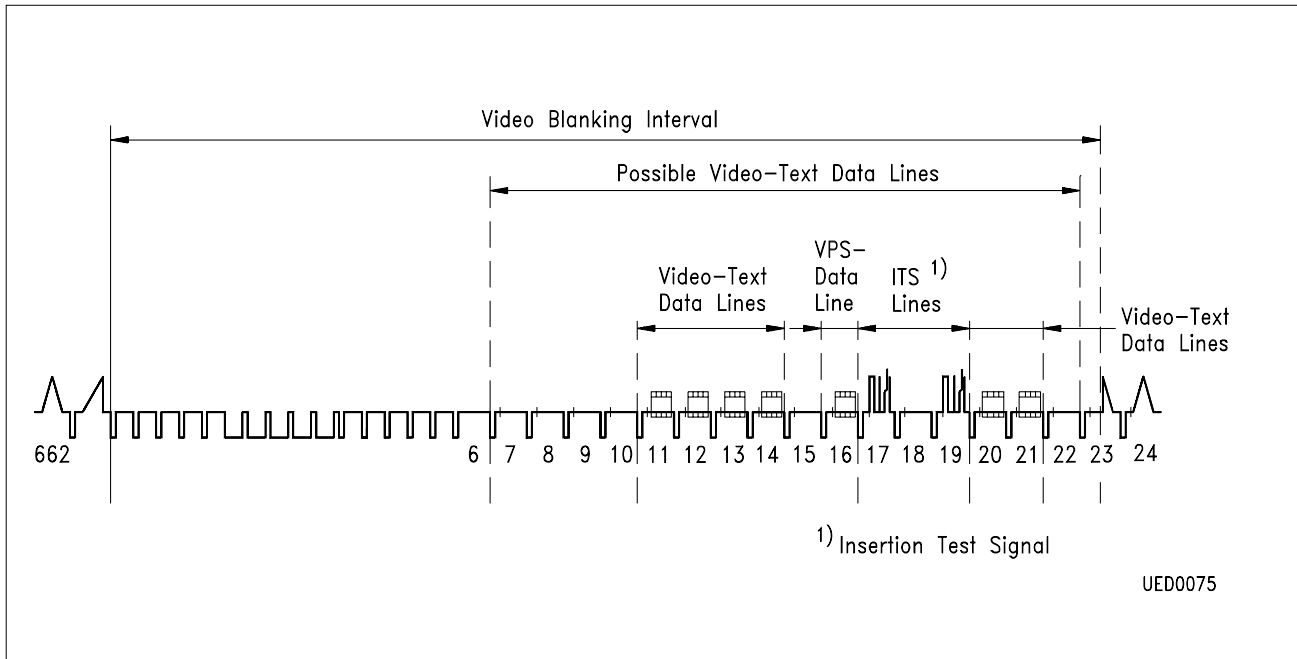 Video Blanking Interval
Possible Video-Text Data Lines
Video-Text
Data Lines
VPS-
Data
Line
ITS 1)
Lines
Video-Text
Data Lines
662 6 7 8 9 10 11 12 13 14 15 16 17 18 19 20 21 22 23 24
1) Insertion Test Signal
UED0075